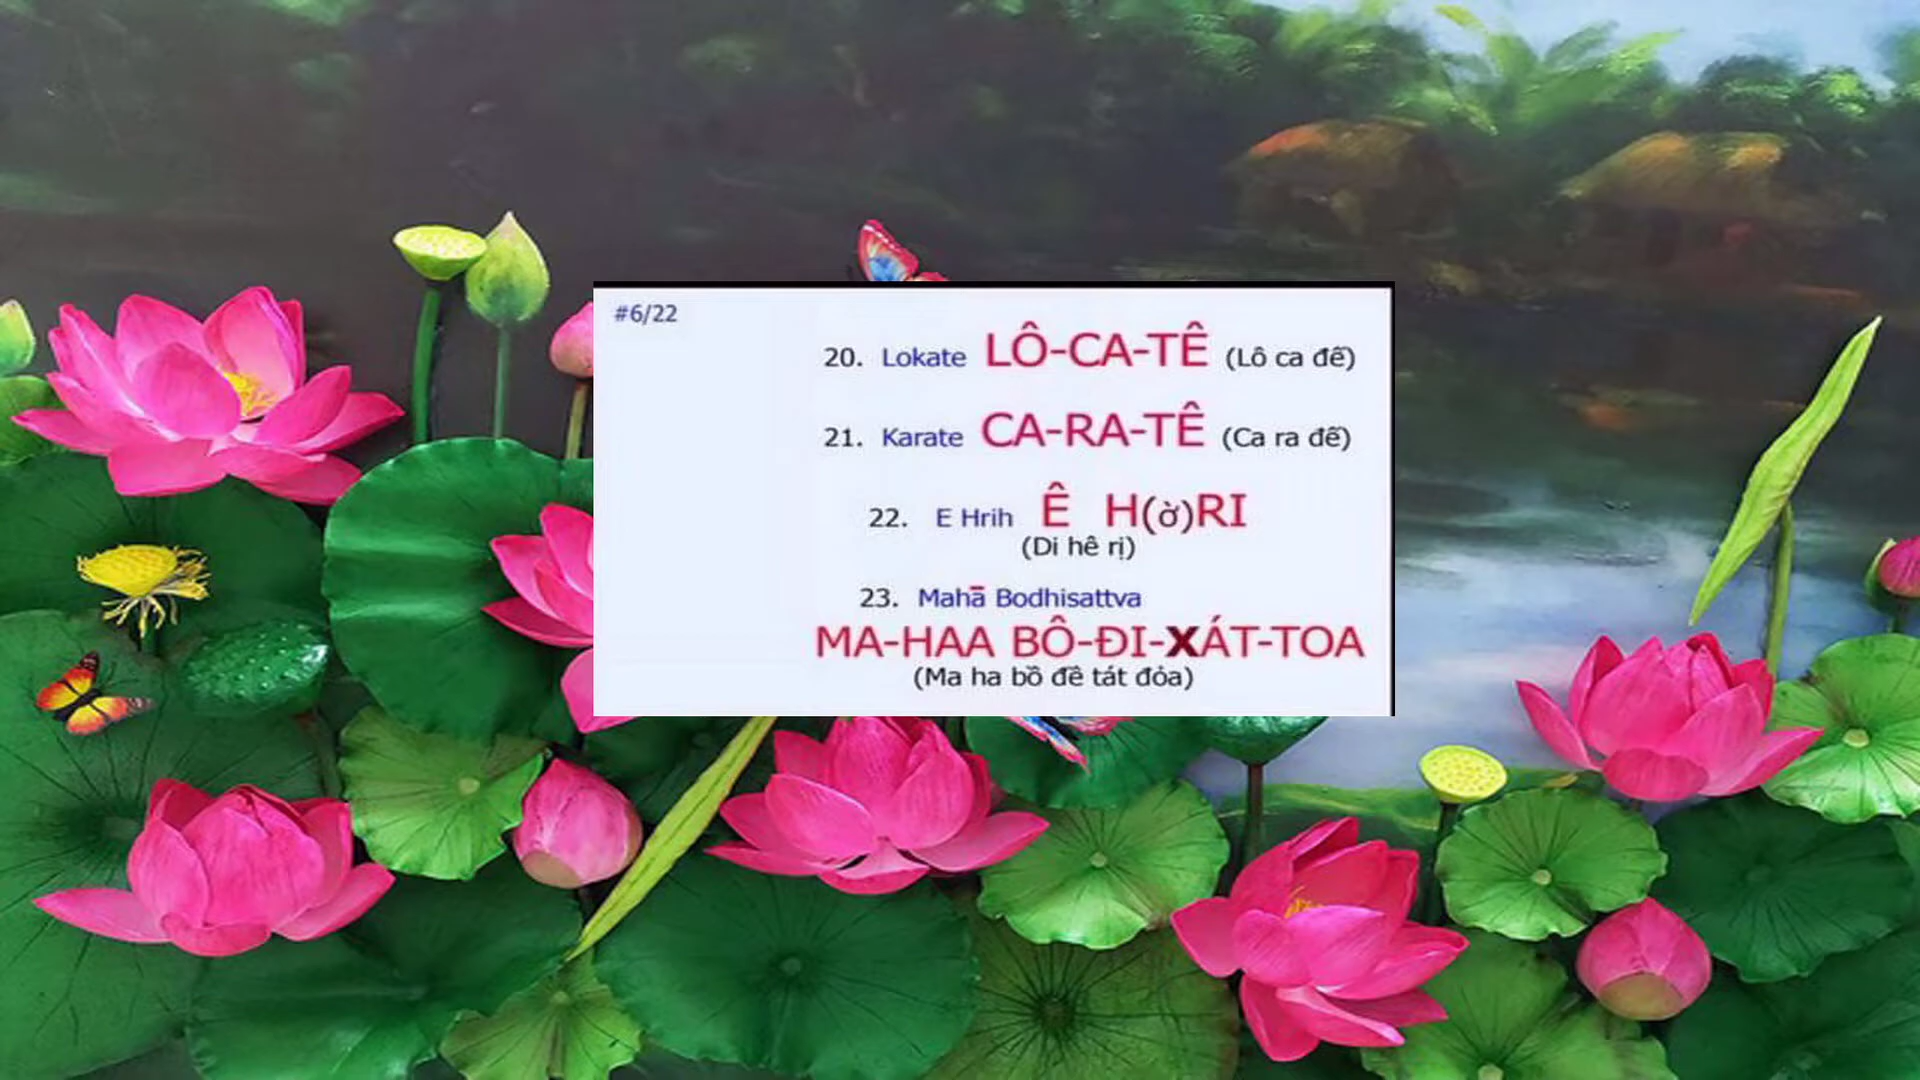 #6/22
20. Lokate LÔ-CA-TÊ (Lô ca đế)
21. Karate CA-RA-TÊ (Ca ra đế)
22. E Hrih Ê H(ờ)RI
(Di hê rị)
23. Mahā Bodhisattva
MA-HAA BÔ-ĐI-XÁT-TOA
(Ma ha bồ đề tát đỏa)